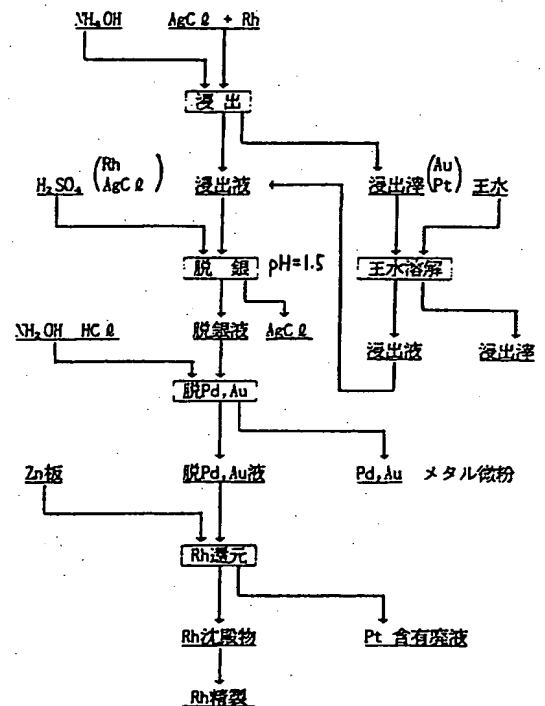 NH4OH AgCl + Rh
浸出
H2SO4 (Rh AgCl) 浸出液 浸出滓 (Au Pt) 王水
脱銀 pH=1.5 王水溶解
NH2OH HCl 脱銀液 AgCl 浸出液 浸出滓
脱Pd,Au
Zn板 脱Pd,Au液 Pd,Au メタル微粉
Rh還元
Rh沈殿物 Pt 含有廃液
Rh精製